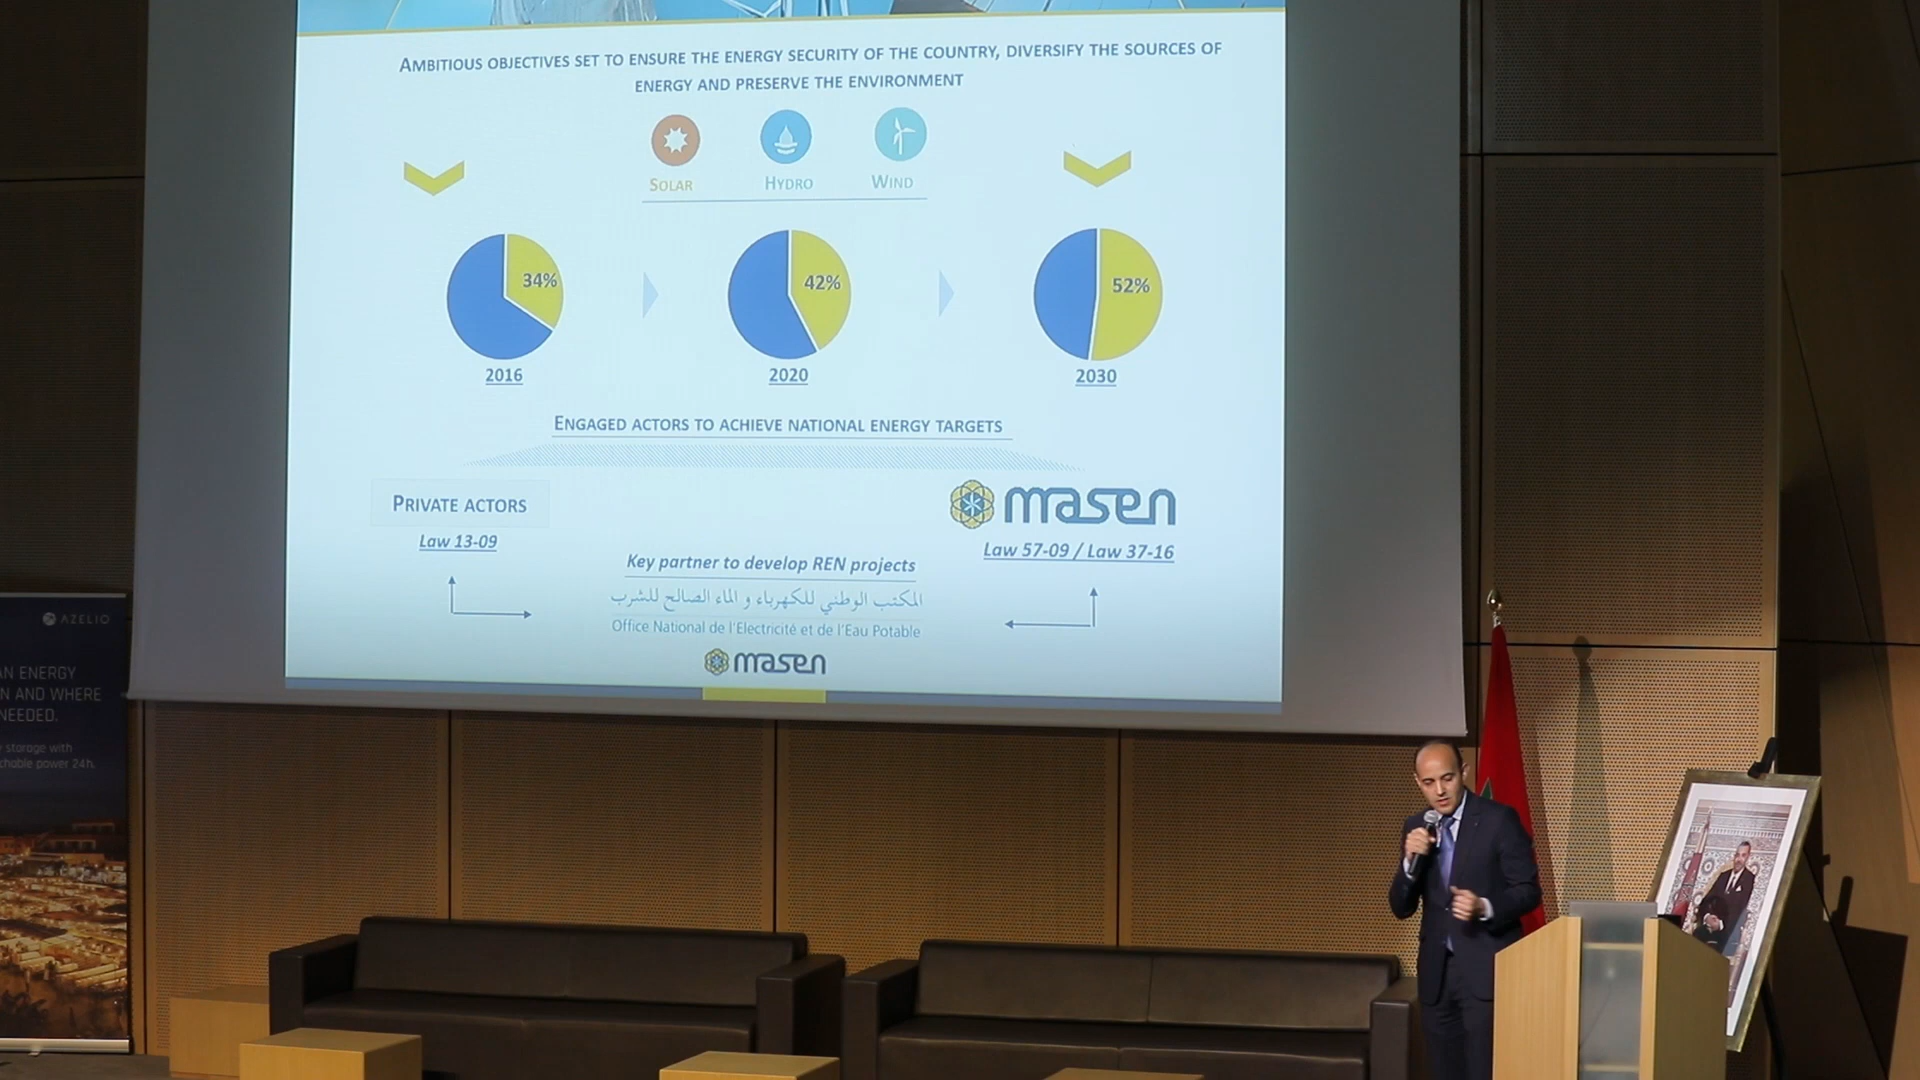 AMBITIOUS OBJECTIVES SET TO ENSURE THE ENERGY SECURITY OF THE COUNTRY, DIVERSIFY THE SOURCES OF
ENERGY AND PRESERVE THE ENVIRONMENT
SOLAR
HYDRO
WIND
34%
42%
52%
2016
2020
2030
ENGAGED ACTORS TO ACHIEVE NATIONAL ENERGY TARGETS
PRIVATE ACTORS
Law 13-09
masen
Law 57-09 / Law 37-16
Key partner to develop REN projects
المكتب الوطني للكهرباء و الماء الصالح للشرب
Office National de l'Electricité et de l'Eau Potable
masen
AZELIO
AN ENERGY
N AND WHERE
NEEDED.
storage with
chable power 24h.